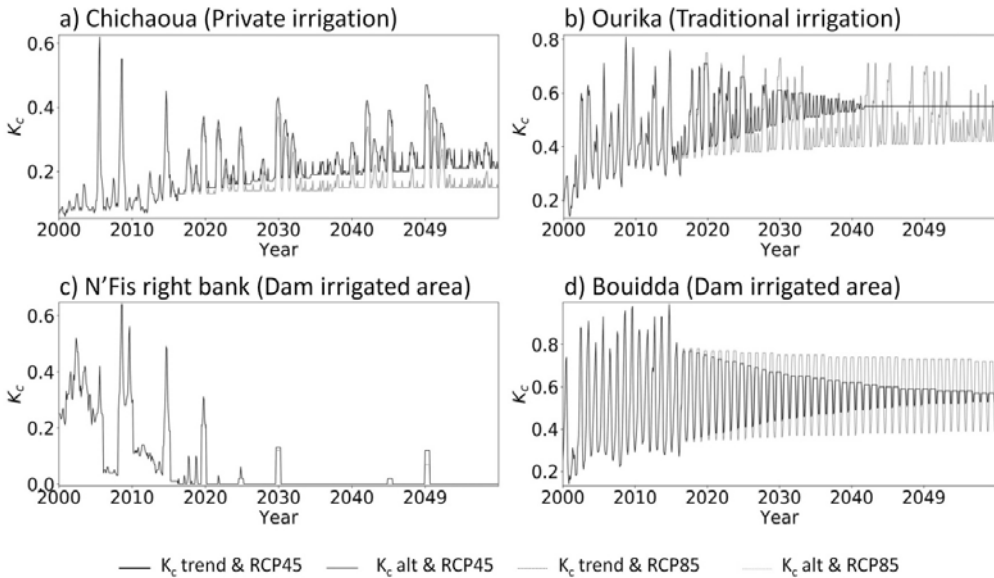 a) Chichaoua (Private irrigation)
b) Ourika (Traditional irrigation)
0.6
0.4
0.2
Kc
2000 2010 2020 2030 2040 2049
Year
0.8
0.6
0.4
0.2
Kc
2000 2010 2020 2030 2040 2049
Year
c) N'Fis right bank (Dam irrigated area)
d) Bouidda (Dam irrigated area)
0.6
0.4
0.2
0.0
Kc
2000 2010 2020 2030 2040 2049
Year
0.8
0.6
0.4
0.2
Kc
2000 2010 2020 2030 2040 2049
Year
Kc trend & RCP45 Kc alt & RCP45 Kc trend & RCP85 Kc alt & RCP85